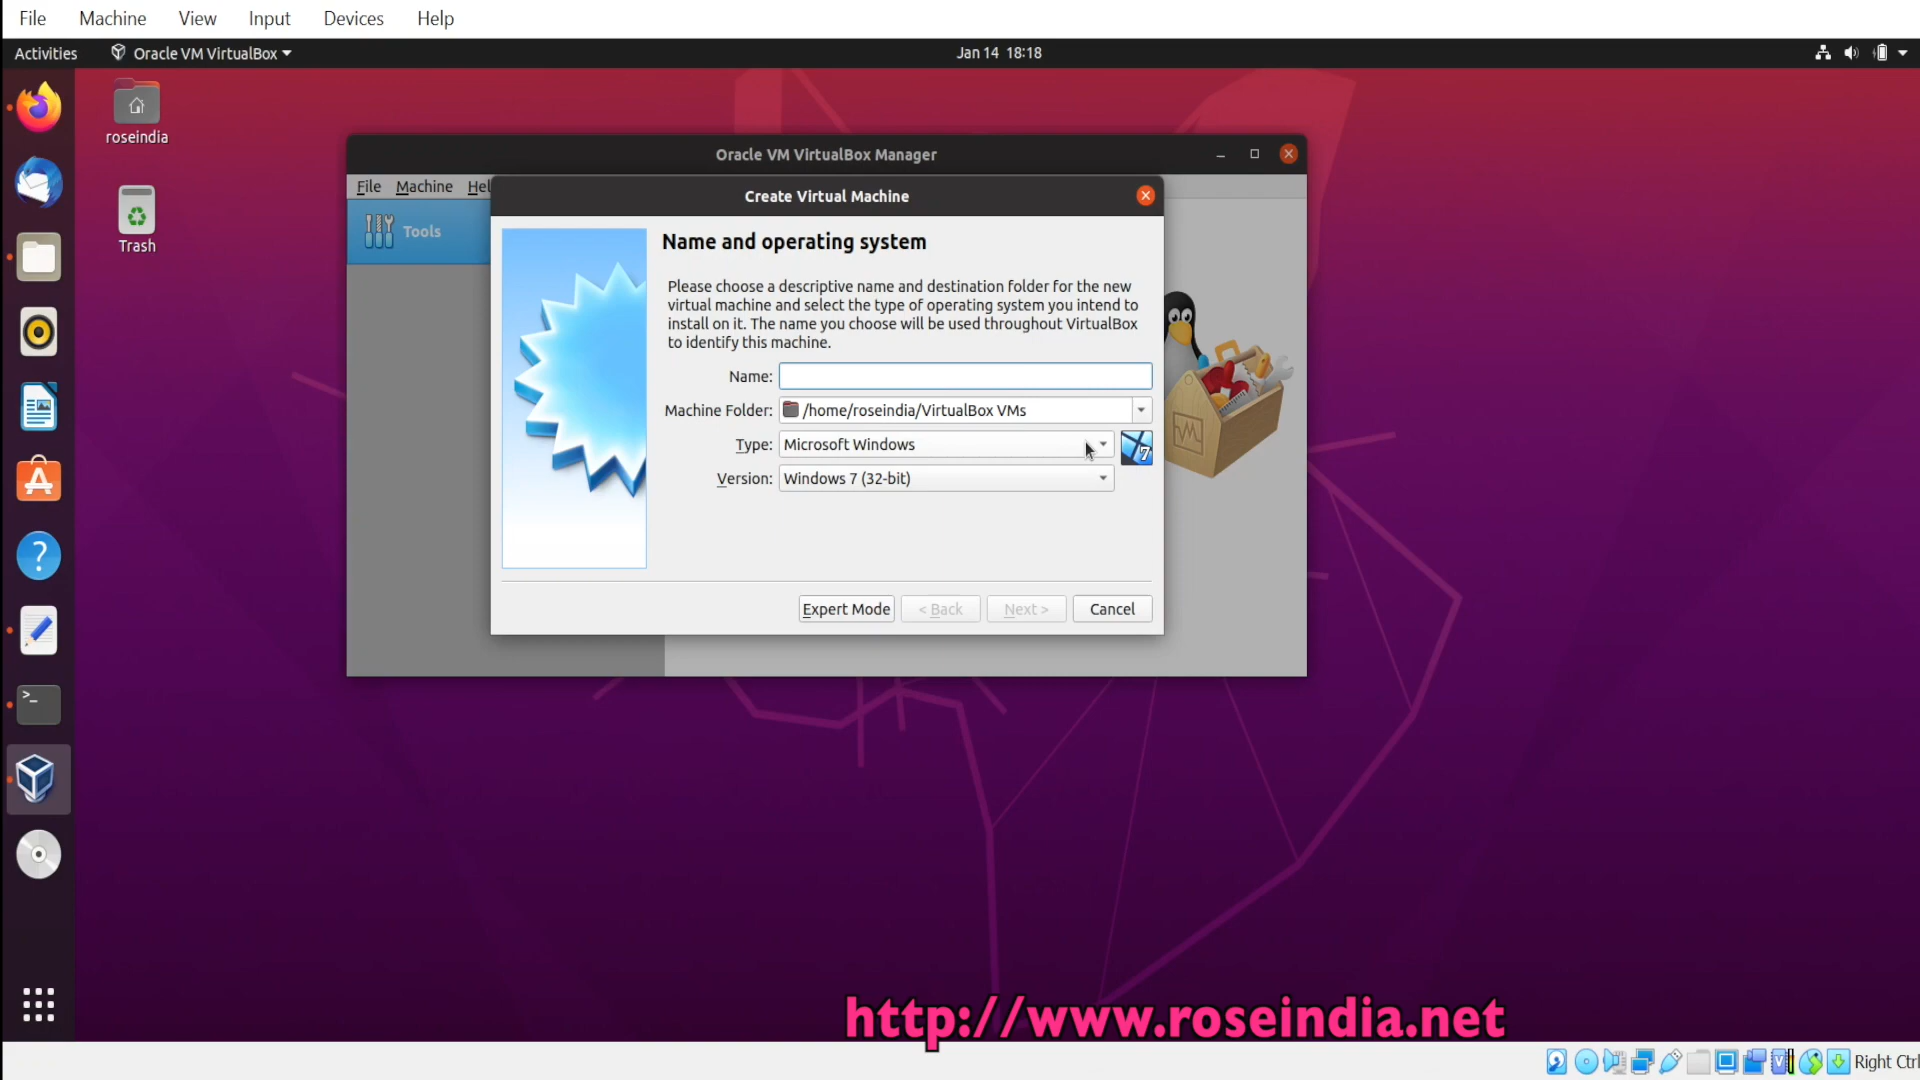 File Machine View Input Devices Help
Activities Oracle VM VirtualBox Jan 14 18:18
roseindia
Trash
Oracle VM VirtualBox Manager
File Machine Hel
Tools
Create Virtual Machine
Name and operating system
Please choose a descriptive name and destination folder for the new
virtual machine and select the type of operating system you intend to
install on it. The name you choose will be used throughout VirtualBox
to identify this machine.
Name:
Machine Folder: /home/roseindia/VirtualBox VMs
Type: Microsoft Windows
7
Version: Windows 7 (32-bit)
Expert Mode < Back Next > Cancel
http://www.roseindia.net
Right Ctrl